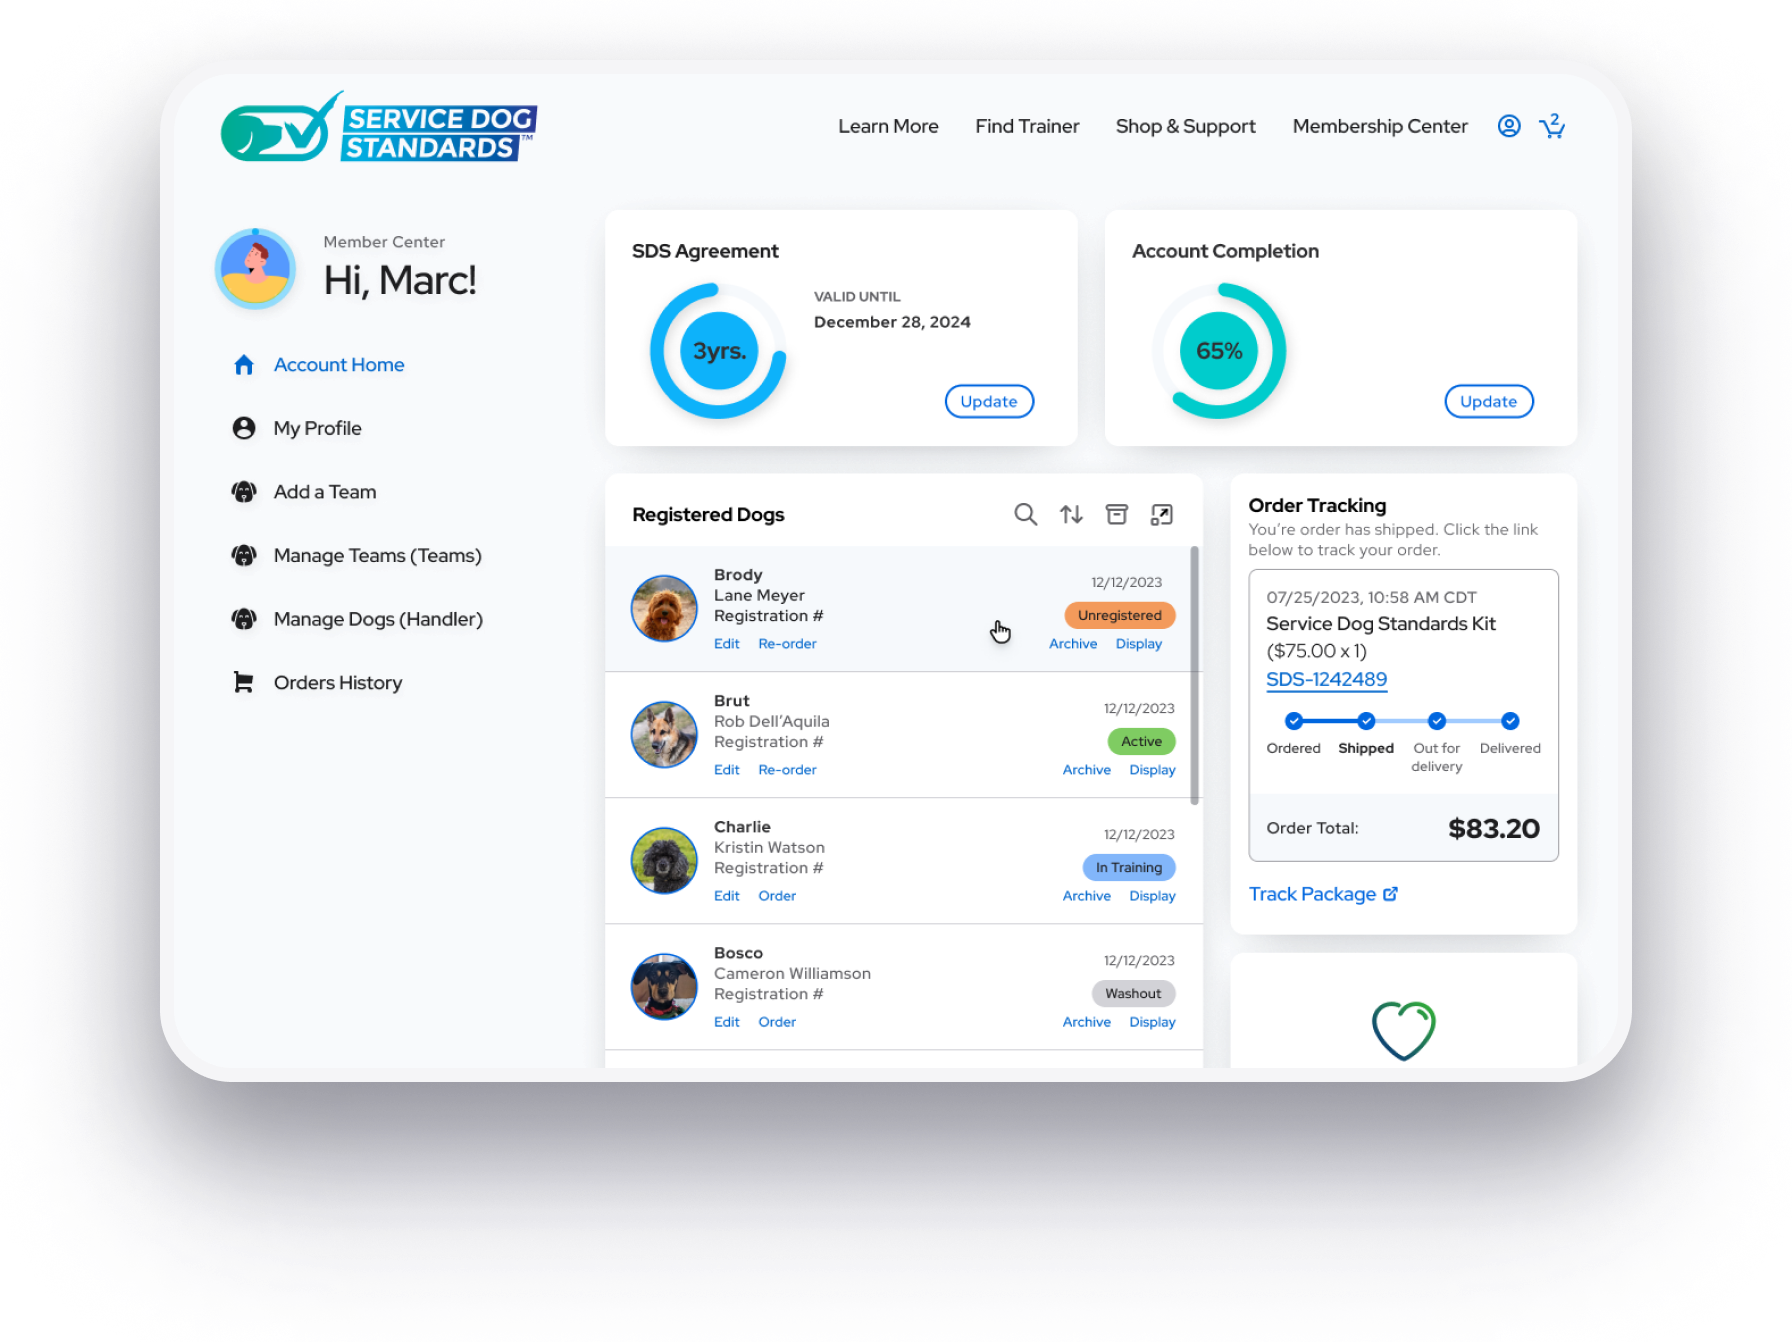 SERVICE DOG
STANDARDS™
Learn More
Find Trainer
Shop & Support
Membership Center
2
Member Center
Hi, Marc!
Account Home
My Profile
Add a Team
Manage Teams (Teams)
Manage Dogs (Handler)
Orders History
SDS Agreement
3yrs.
VALID UNTIL
December 28, 2024
Update
Account Completion
65%
Update
Registered Dogs
Brody
Lane Meyer
Registration #
Edit Re-order
12/12/2023
Unregistered
Archive Display
Brut
Rob Dell’Aquila
Registration #
Edit Re-order
12/12/2023
Active
Archive Display
Charlie
Kristin Watson
Registration #
Edit Order
12/12/2023
In Training
Archive Display
Bosco
Cameron Williamson
Registration #
Edit Order
12/12/2023
Washout
Archive Display
Order Tracking
You’re order has shipped. Click the link
below to track your order.
07/25/2023, 10:58 AM CDT
Service Dog Standards Kit
($75.00 x 1)
SDS-1242489
Ordered
Shipped
Out for
delivery
Delivered
Order Total: $83.20
Track Package